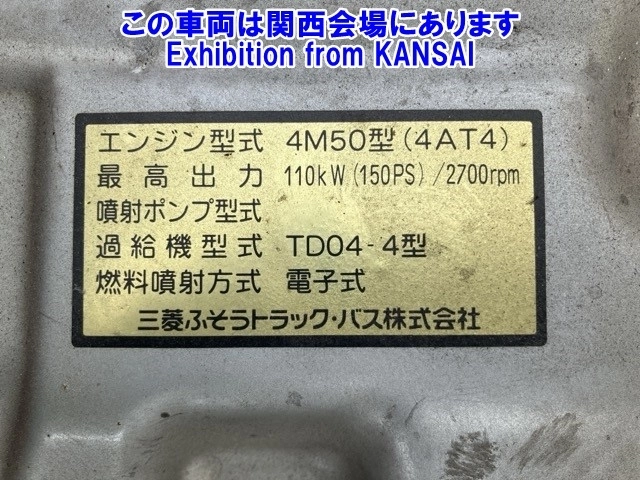 この車両は関西会場にあります
Exhibition from KANSAI
エンジン型式 4M50型(4AT4)
最高出力 110kW(150PS)/2700rpm
噴射ポンプ型式
過給機型式 TD04-4型
燃料噴射方式 電子式
三菱ふそうトラック・バス株式会社